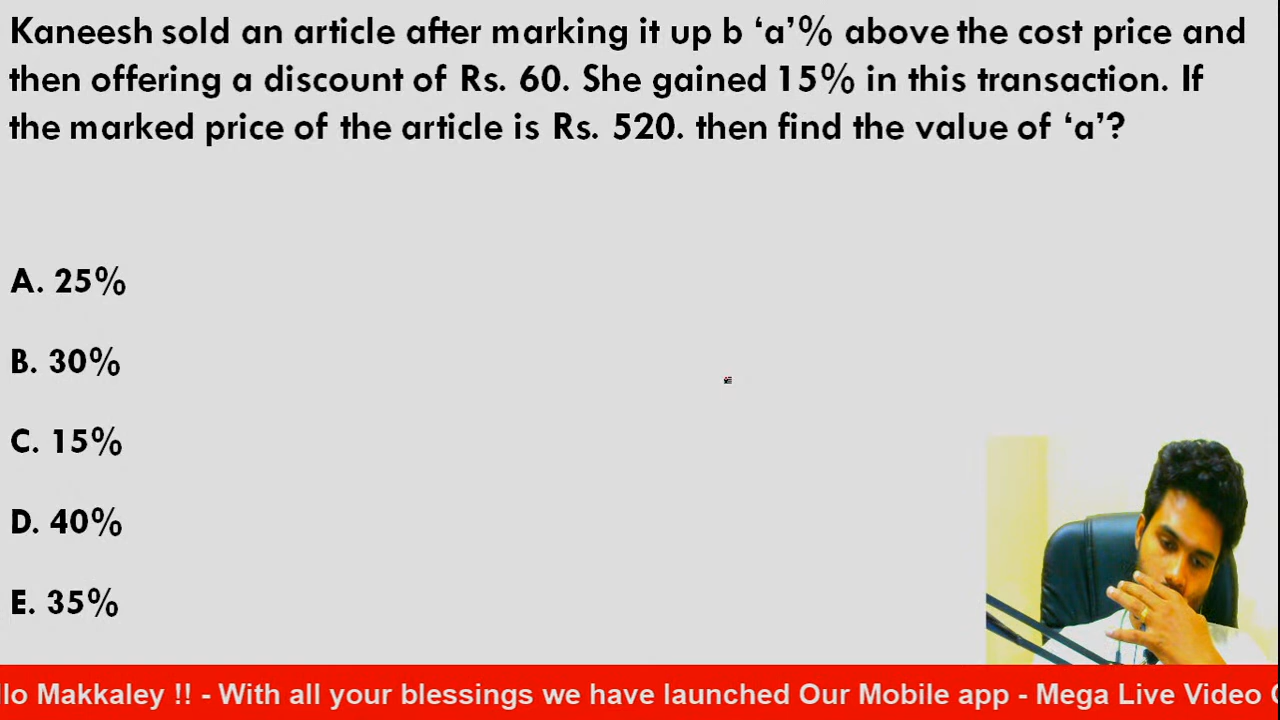 Kaneesh sold an article after marking it up b ‘a’% above the cost price and
then offering a discount of Rs. 60. She gained 15% in this transaction. If
the marked price of the article is Rs. 520. then find the value of ‘a’?
A. 25%
B. 30%
C. 15%
D. 40%
E. 35%
llo Makkaley !! - With all your blessings we have launched Our Mobile app - Mega Live Video